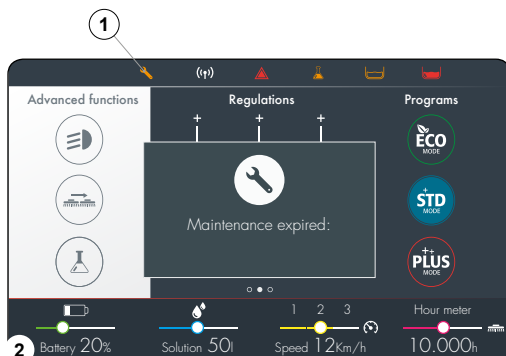 1
Advanced functions
Regulations
Programs
+ + +
ECO
MODE
Maintenance expired:
+
STD
MODE
++
PLUS
MODE
1 2 3
Hour meter
2
Battery 20%
Solution 50l
Speed 12Km/h
10.000h